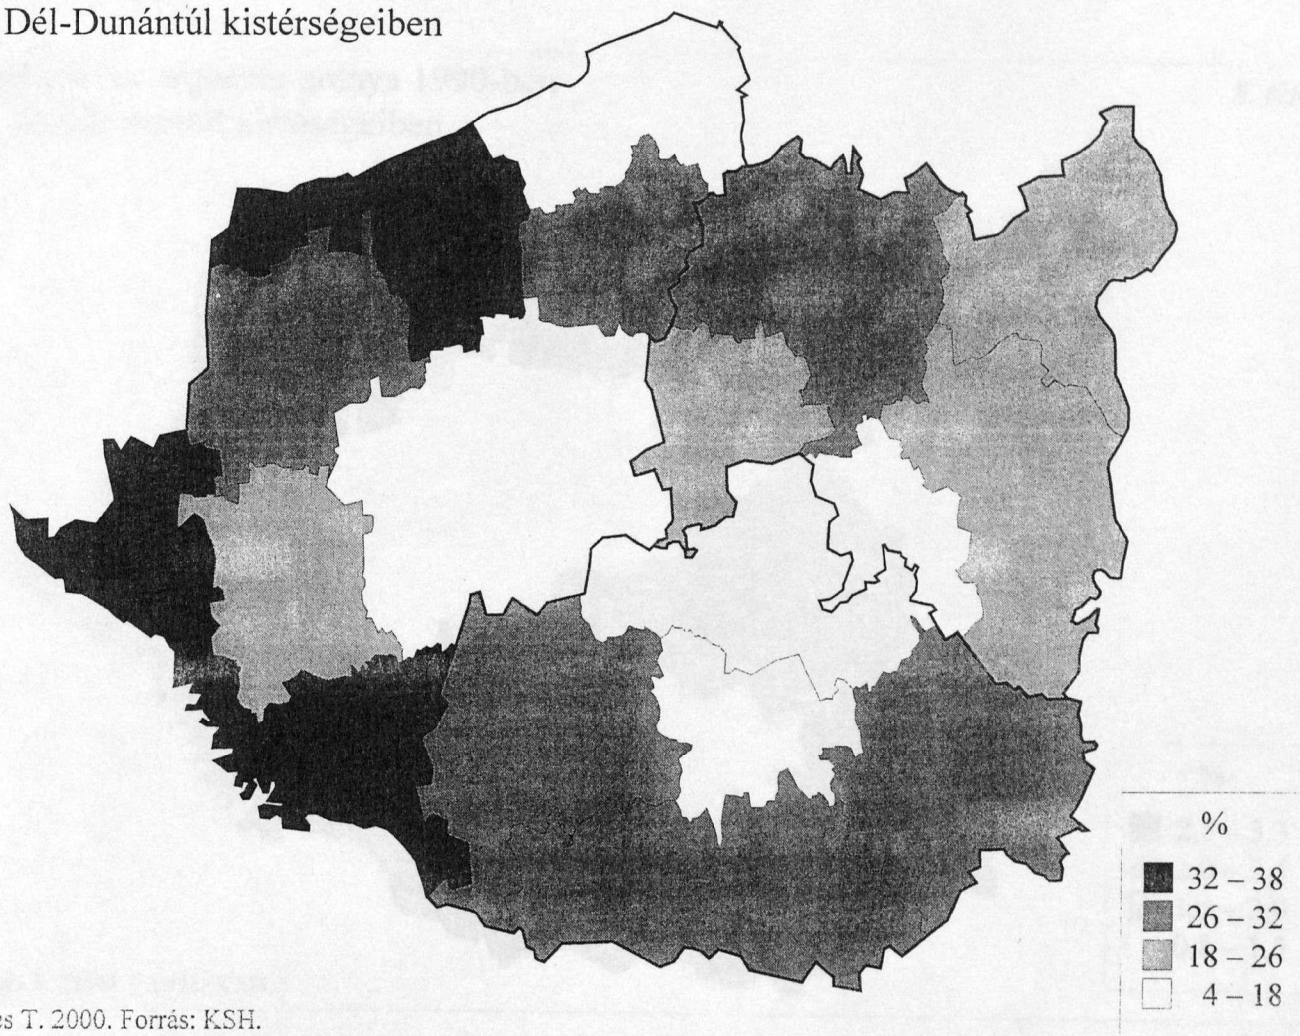 Dél-Dunántúl kistérségeiben
%
32 – 38
26 – 32
18 – 26
4 – 18
T. 2000. Forrás: KSH.